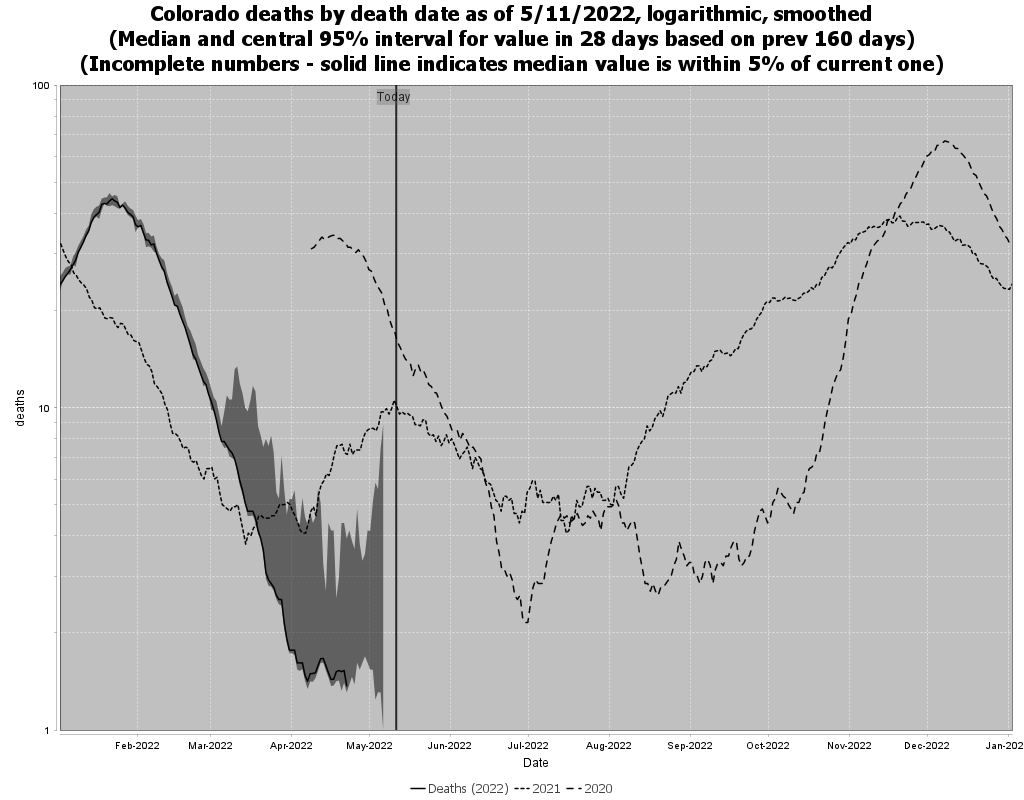 Colorado deaths by death date as of 5/11/2022, logarithmic, smoothed
(Median and central 95% interval for value in 28 days based on prev 160 days)
(Incomplete numbers - solid line indicates median value is within 5% of current one)
100
Today
deaths
10
1
Feb-2022 Mar-2022 Apr-2022 May-2022 Jun-2022 Jul-2022 Aug-2022 Sep-2022 Oct-2022 Nov-2022 Dec-2022 Jan-202
Date
Deaths (2022) 2021 2020